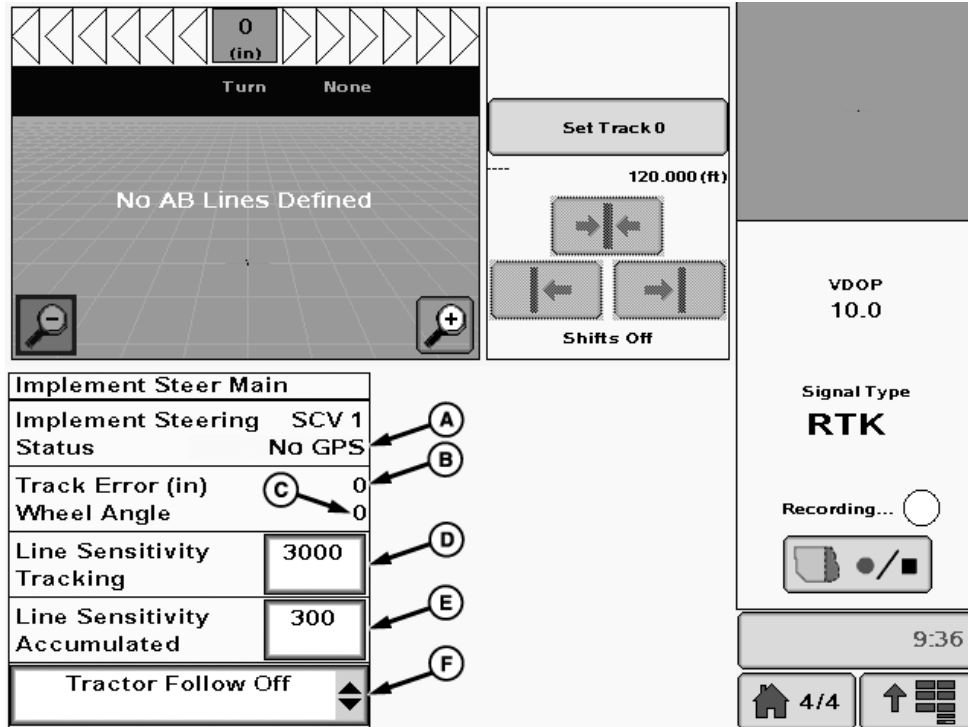 0
(in)
Turn None
No AB Lines Defined
Set Track 0
120.000 (ft)
Shifts Off
VDOP
10.0
Signal Type
RTK
Recording...
9:36
4/4
Implement Steer Main
Implement Steering SCV 1
Status No GPS
A
Track Error (in) 0
B
Wheel Angle 0
C
Line Sensitivity 3000
Tracking
D
Line Sensitivity 300
Accumulated
E
Tractor Follow Off
F